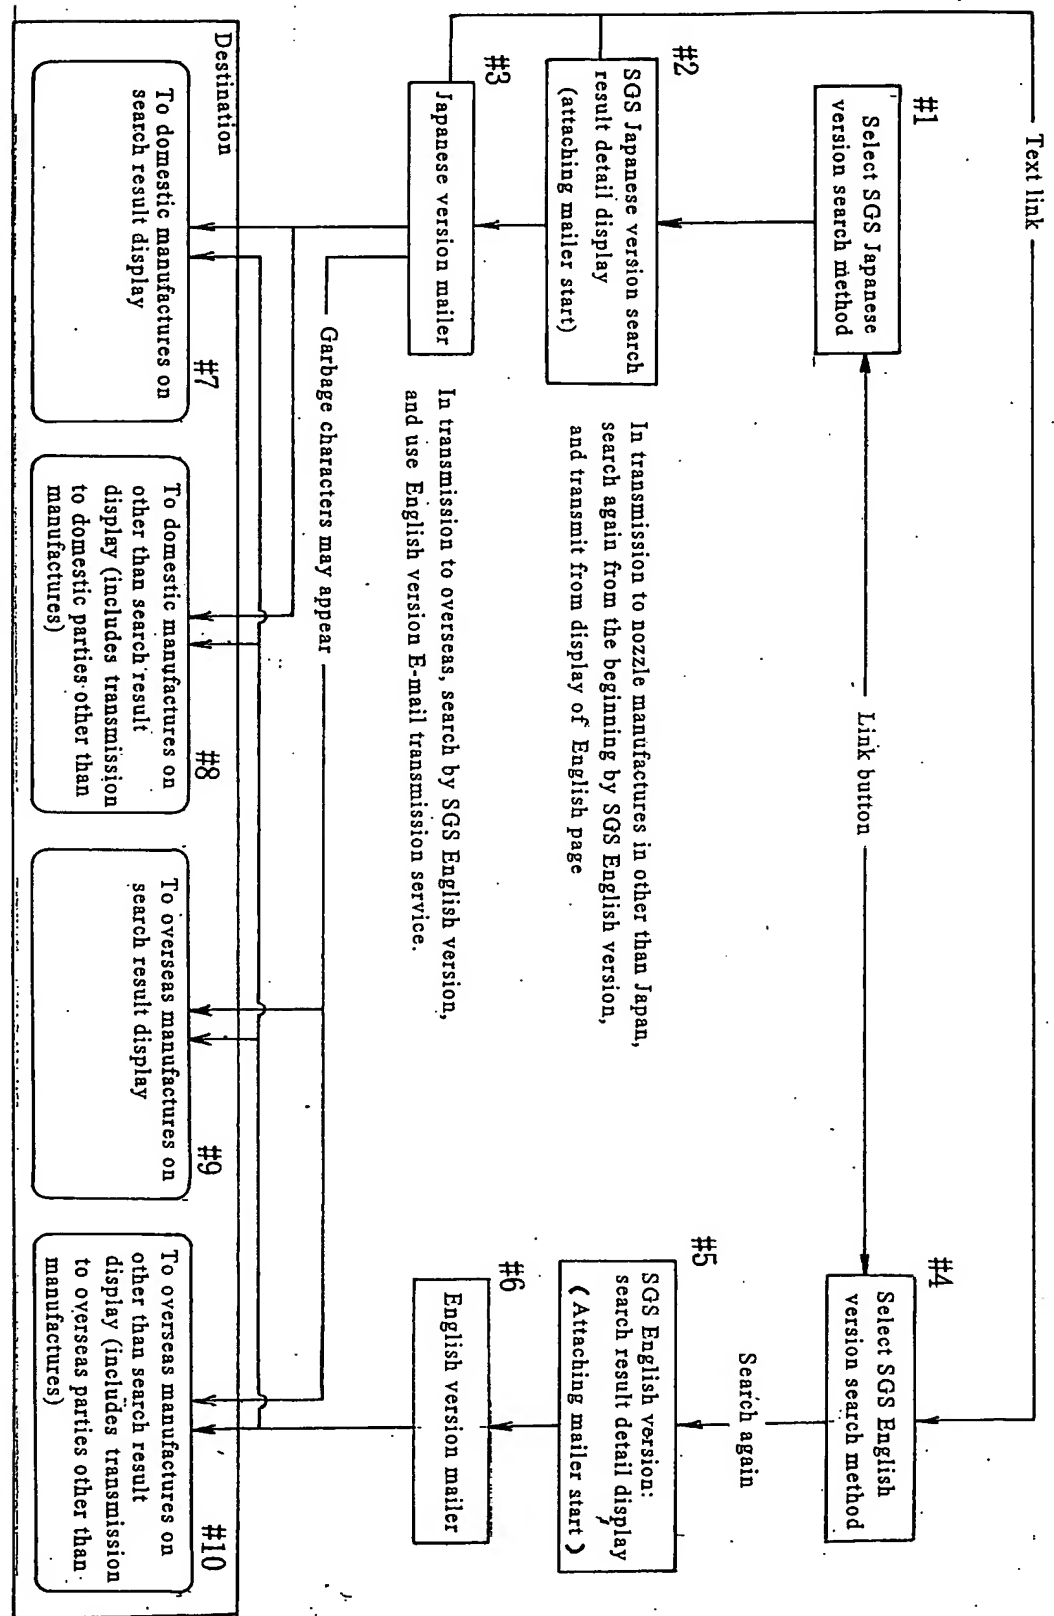 Text link
#1
Select SGS Japanese
version search method
Link button
#4
Select SGS English
version search method
#2
SGS Japanese version search
result detail display
(attaching mailer start)
In transmission to nozzle manufactures in other than Japan,
search again from the beginning by SGS English version,
and transmit from display of English page
Search again
#5
SGS English version:
search result detail display
(Attaching mailer start)
#3
Japanese version mailer
In transmission to overseas, search by SGS English version,
and use English version E-mail transmission service.
#6
English version mailer
Garbage characters may appear
Destination
#7
To domestic manufactures on
search result display
#8
To domestic manufactures on
other than search result
display (includes transmission
to domestic parties other than
manufactures)
#9
To overseas manufactures on
search result display
#10
To overseas manufactures on
other than search result
display (includes transmission
to overseas parties other than
manufactures)